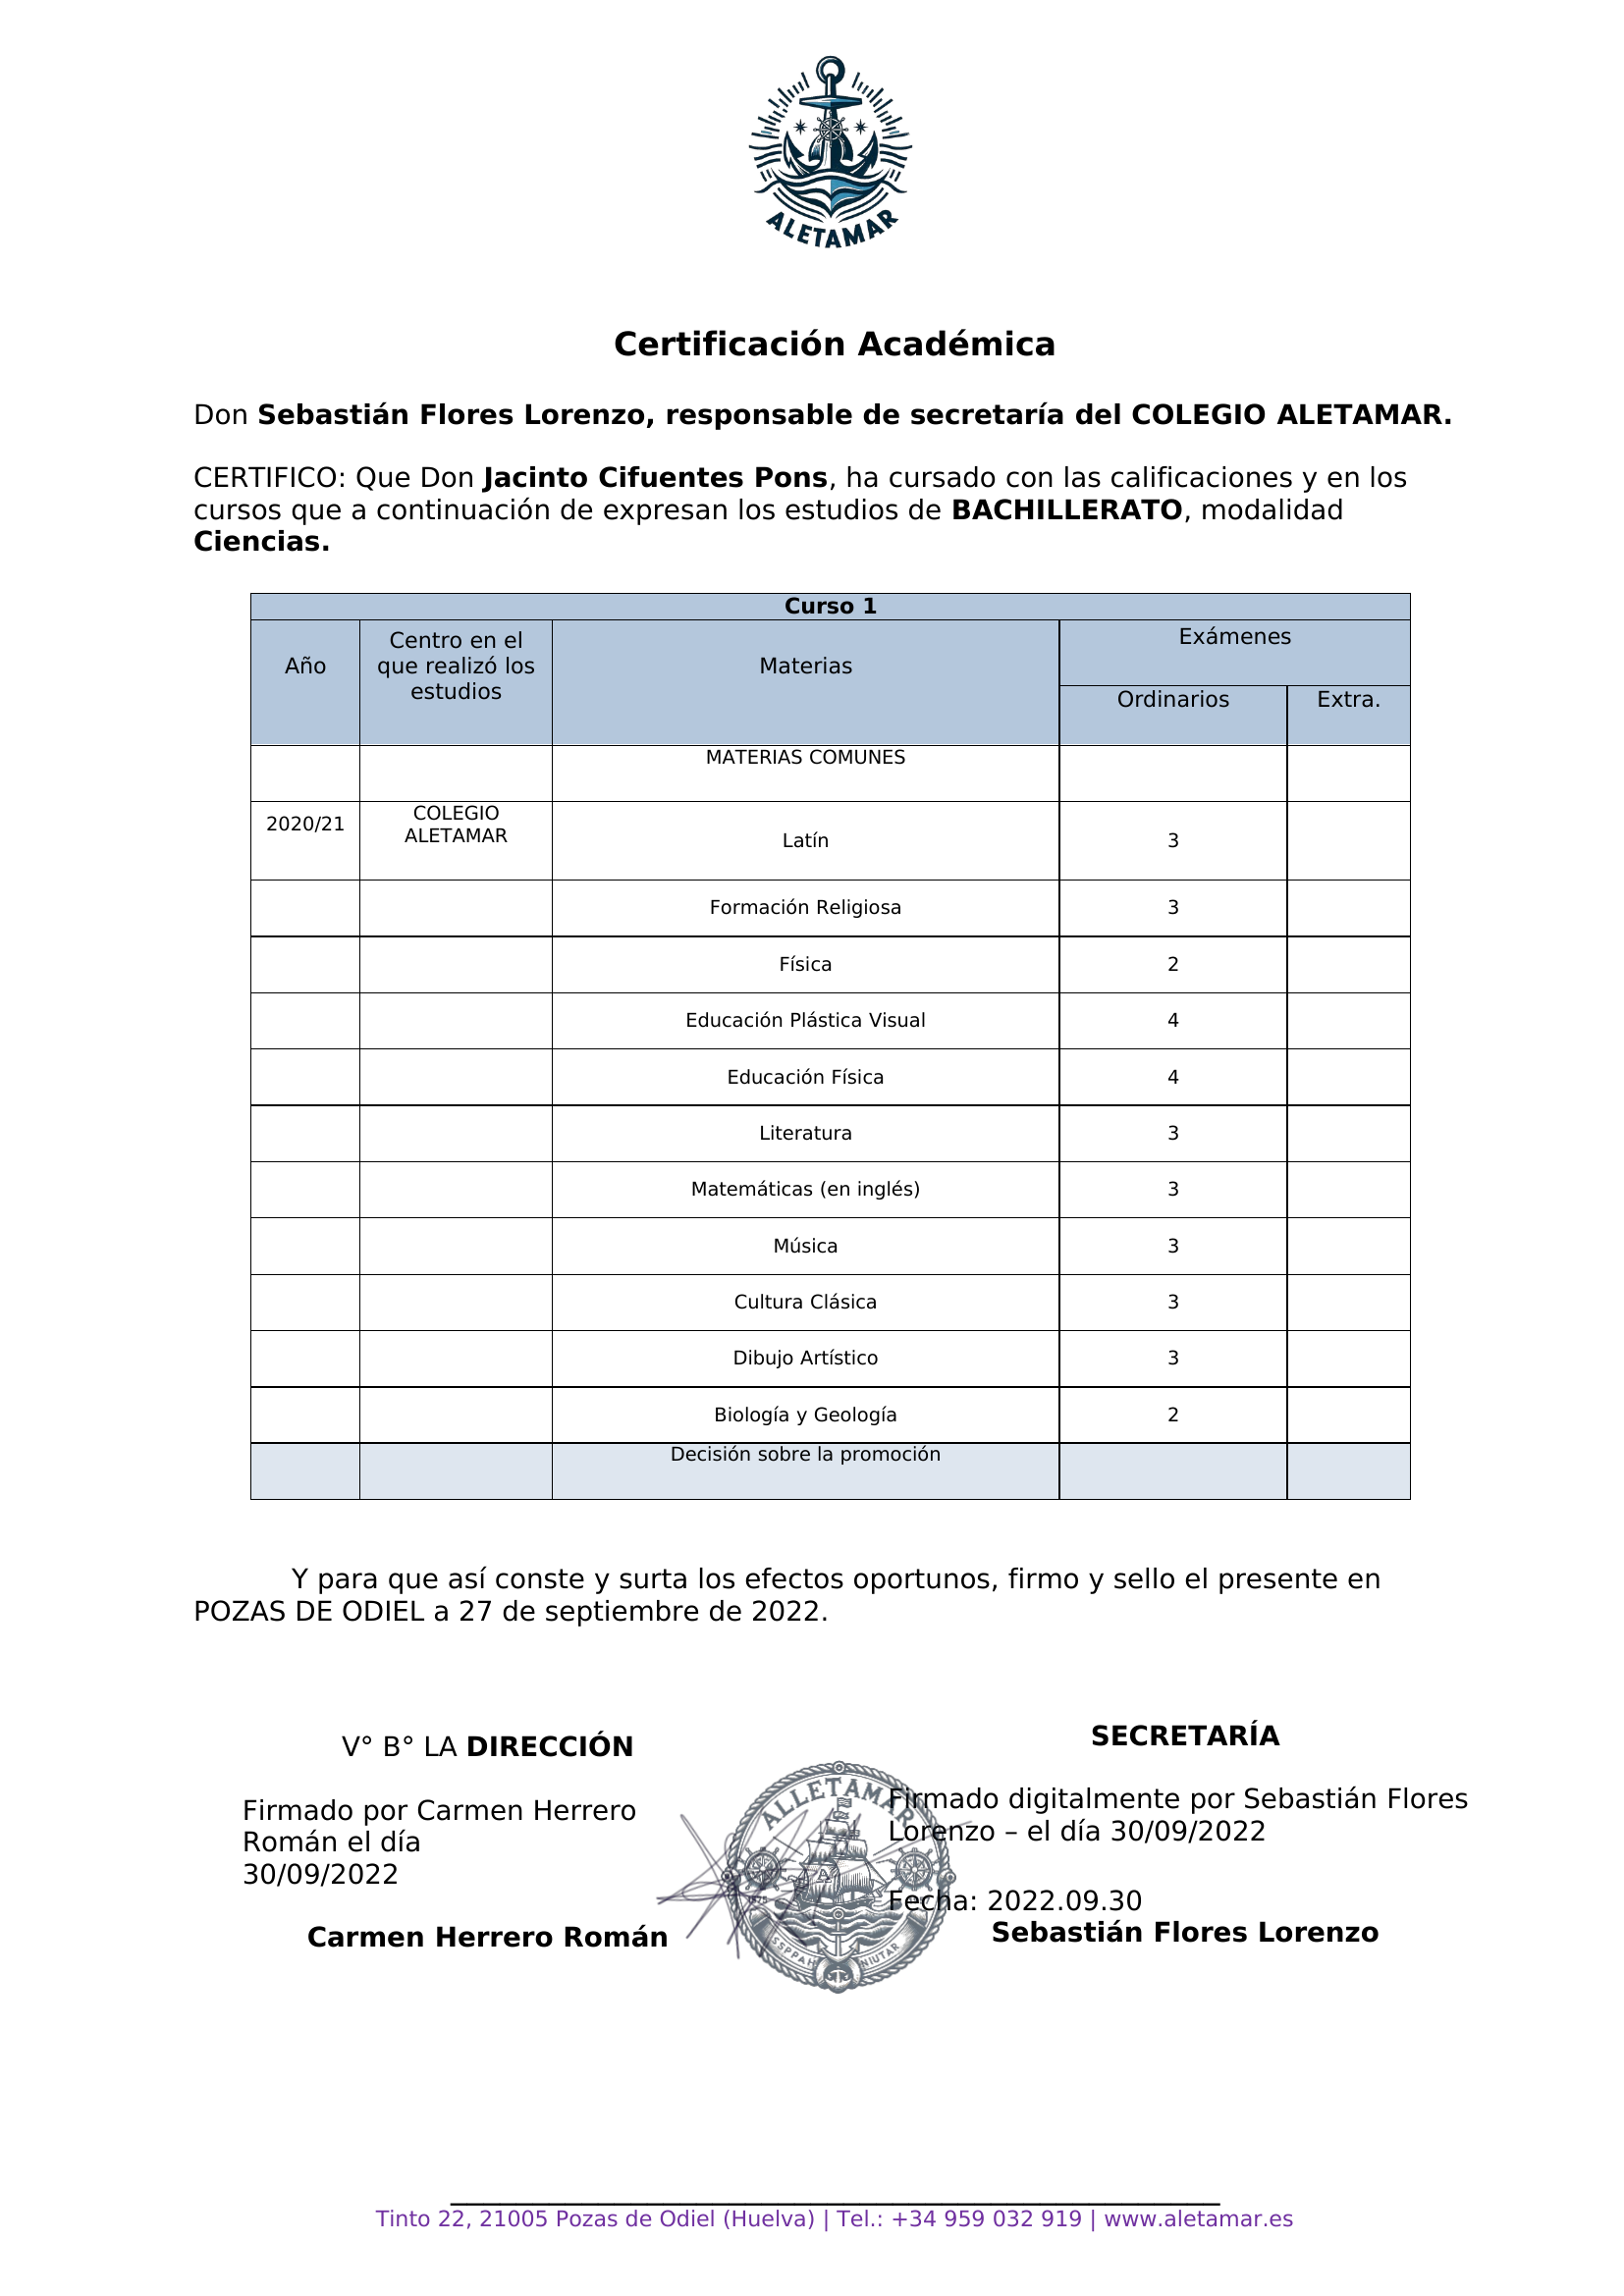 ALETAMAR
Certificación Académica
Don Sebastián Flores Lorenzo, responsable de secretaría del COLEGIO ALETAMAR.
CERTIFICO: Que Don Jacinto Cifuentes Pons, ha cursado con las calificaciones y en los
cursos que a continuación de expresan los estudios de BACHILLERATO, modalidad
Ciencias.
Curso 1
Año
Centro en el
que realizó los
estudios
Materias
Exámenes
Ordinarios
Extra.
MATERIAS COMUNES
2020/21
COLEGIO
ALETAMAR
Latín 3
Formación Religiosa 3
Física 2
Educación Plástica Visual 4
Educación Física 4
Literatura 3
Matemáticas (en inglés) 3
Música 3
Cultura Clásica 3
Dibujo Artístico 3
Biología y Geología 2
Decisión sobre la promoción
Y para que así conste y surta los efectos oportunos, firmo y sello el presente en
POZAS DE ODIEL a 27 de septiembre de 2022.
V° B° LA DIRECCIÓN
Firmado por Carmen Herrero
Román el día
30/09/2022
Carmen Herrero Román
ALLETAMAR
SECRETARÍA
Firmado digitalmente por Sebastián Flores
Lorenzo – el día 30/09/2022
Fecha: 2022.09.30
Sebastián Flores Lorenzo
Tinto 22, 21005 Pozas de Odiel (Huelva) | Tel.: +34 959 032 919 | www.aletamar.es